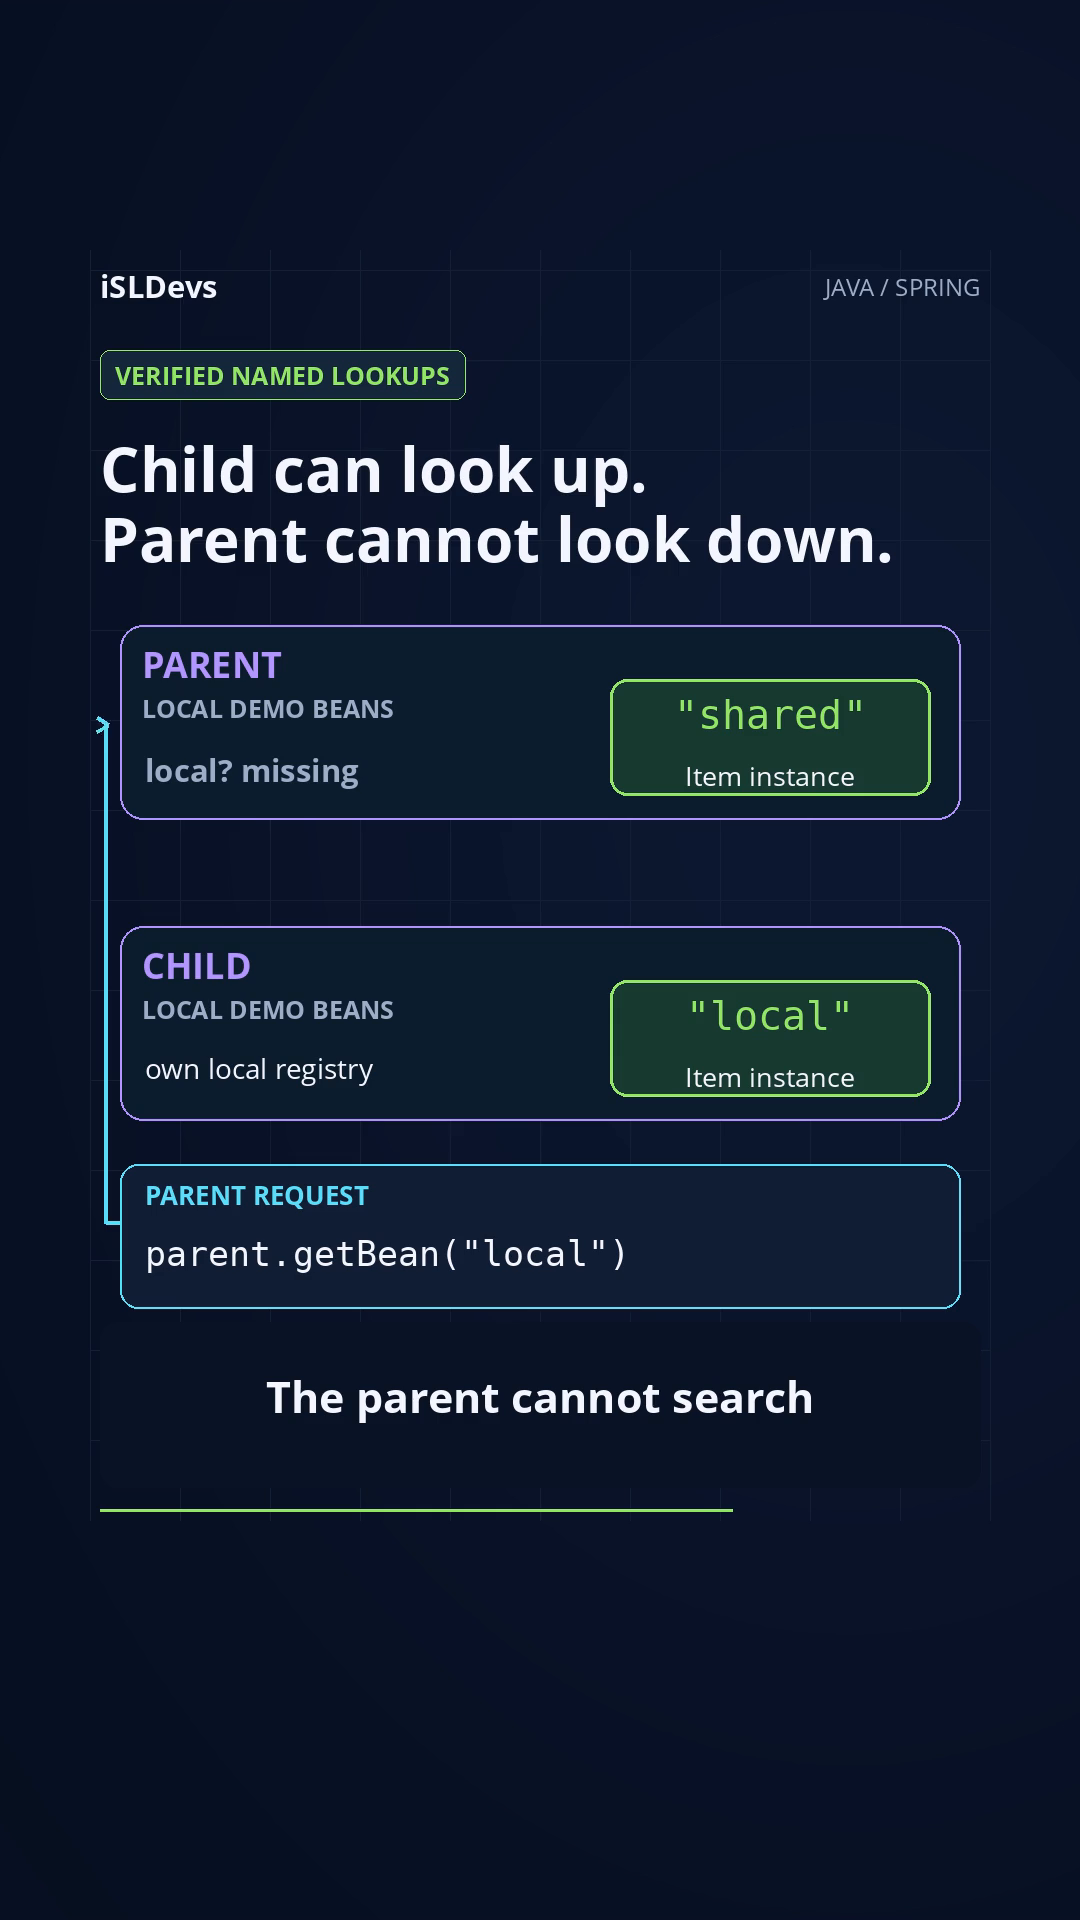 iSLDevs
JAVA / SPRING
VERIFIED NAMED LOOKUPS
Child can look up.
Parent cannot look down.
PARENT
LOCAL DEMO BEANS
local? missing
"shared"
Item instance
CHILD
LOCAL DEMO BEANS
own local registry
"local"
Item instance
PARENT REQUEST
parent.getBean("local")
The parent cannot search